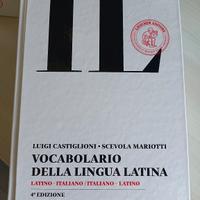 IL
LUIGI CASTIGLIONI • SCEVOLA MARIOTTI
VOCABOLARIO
DELLA LINGUA LATINA
LATINO - ITALIANO / ITALIANO - LATINO
4ª EDIZIONE